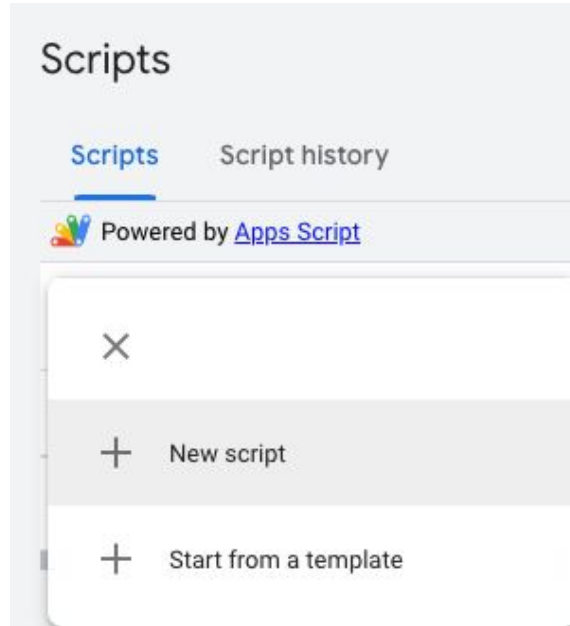 Scripts
Scripts Script history
Powered by Apps Script
New script
Start from a template